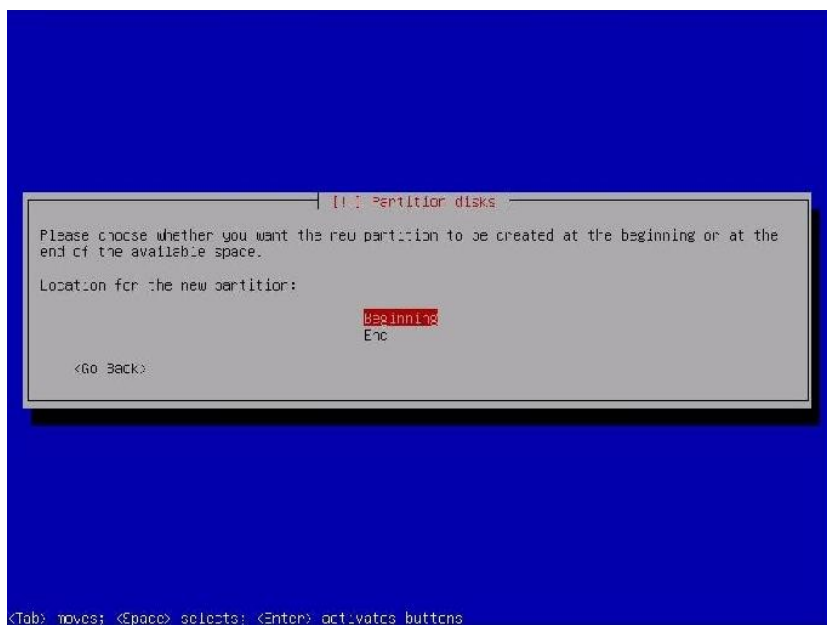 [!] Partition disks
Please choose whether you want the new partition to be created at the beginning or at the
end of the available space.
Location for the new partition:
Beginning
End
<Go Back>
<Tab> moves; <Space> selects; <Enter> activates buttons